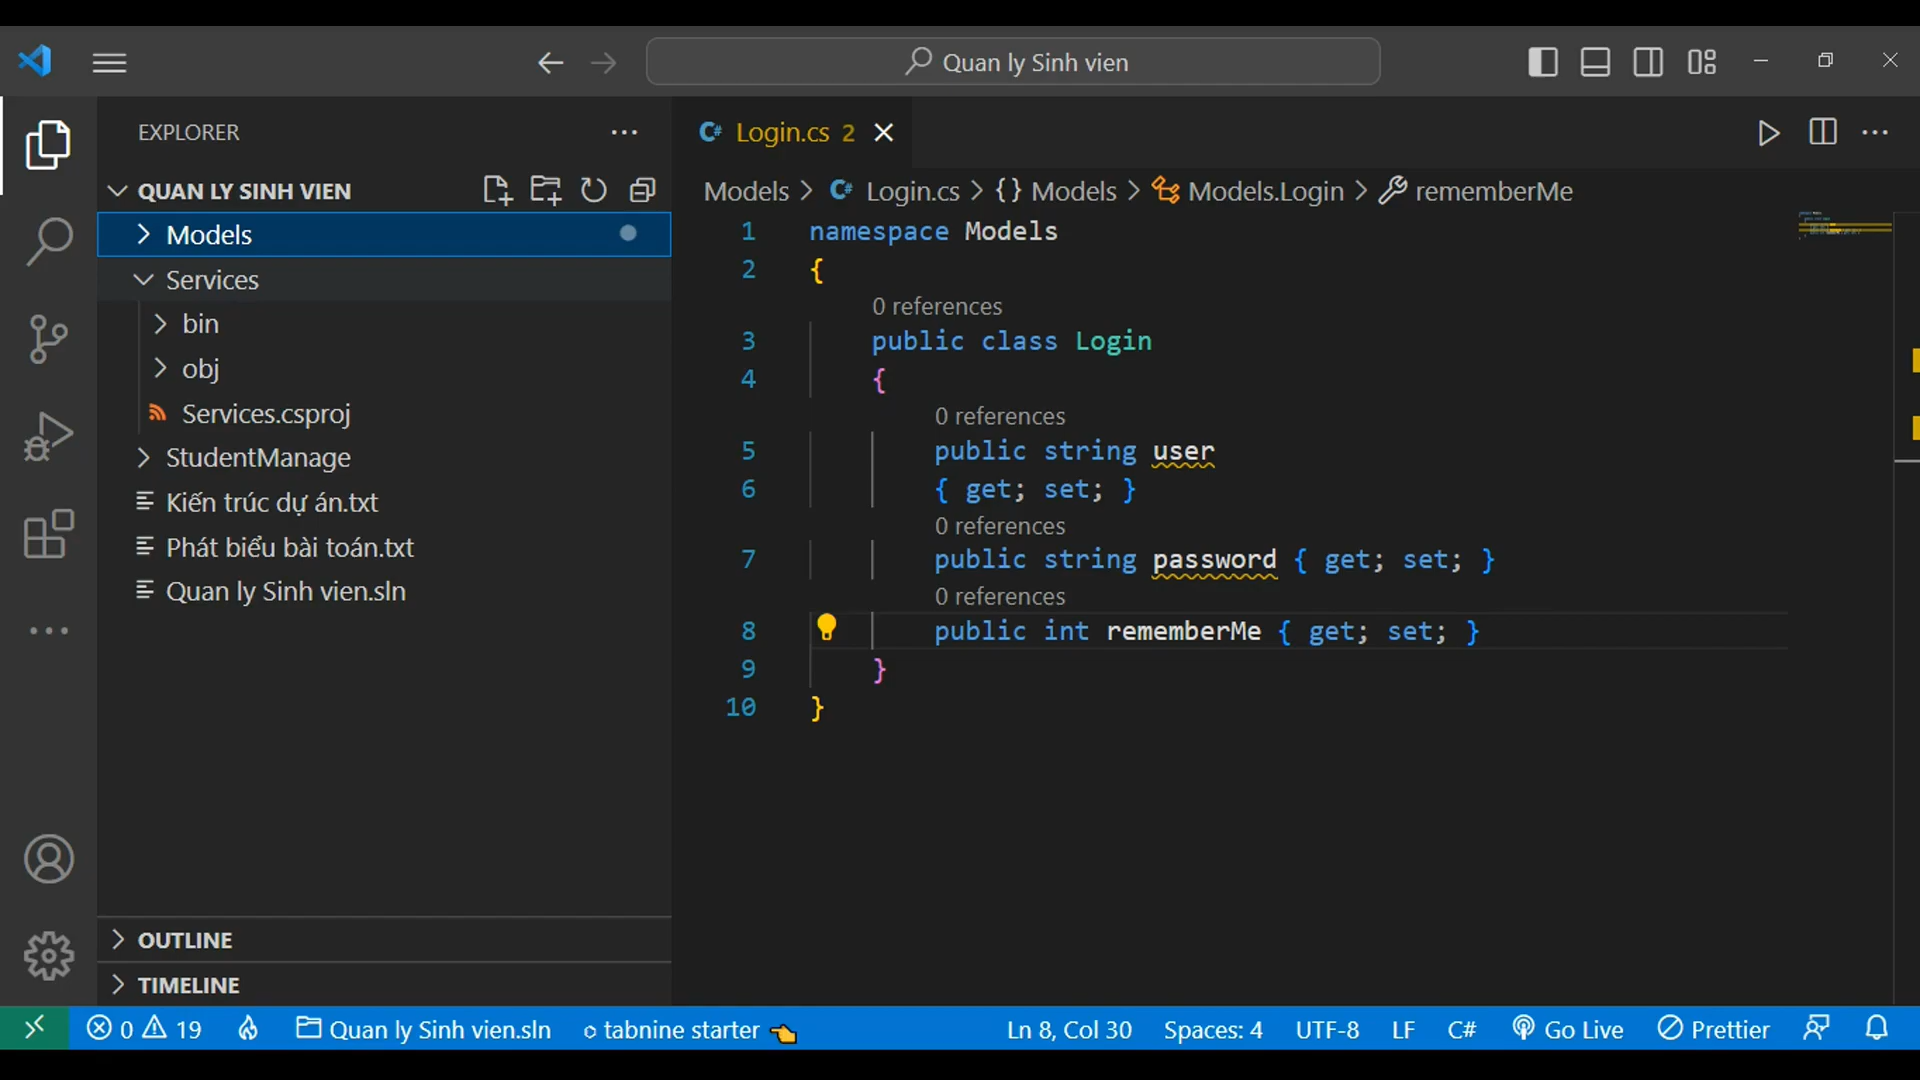 Quan ly Sinh vien
EXPLORER
QUAN LY SINH VIEN
Models
Services
bin
obj
Services.csproj
StudentManage
Kiến trúc dự án.txt
Phát biểu bài toán.txt
Quan ly Sinh vien.sln
OUTLINE
TIMELINE
Login.cs 2
Models > Login.cs > {} Models > Models.Login > rememberMe
1 namespace Models
2 {
0 references
3 public class Login
4 {
0 references
5 public string user
6 { get; set; }
0 references
7 public string password { get; set; }
0 references
8 public int rememberMe { get; set; }
9 }
10 }
0 19 Quan ly Sinh vien.sln tabnine starter Ln 8, Col 30 Spaces: 4 UTF-8 LF C# Go Live Prettier